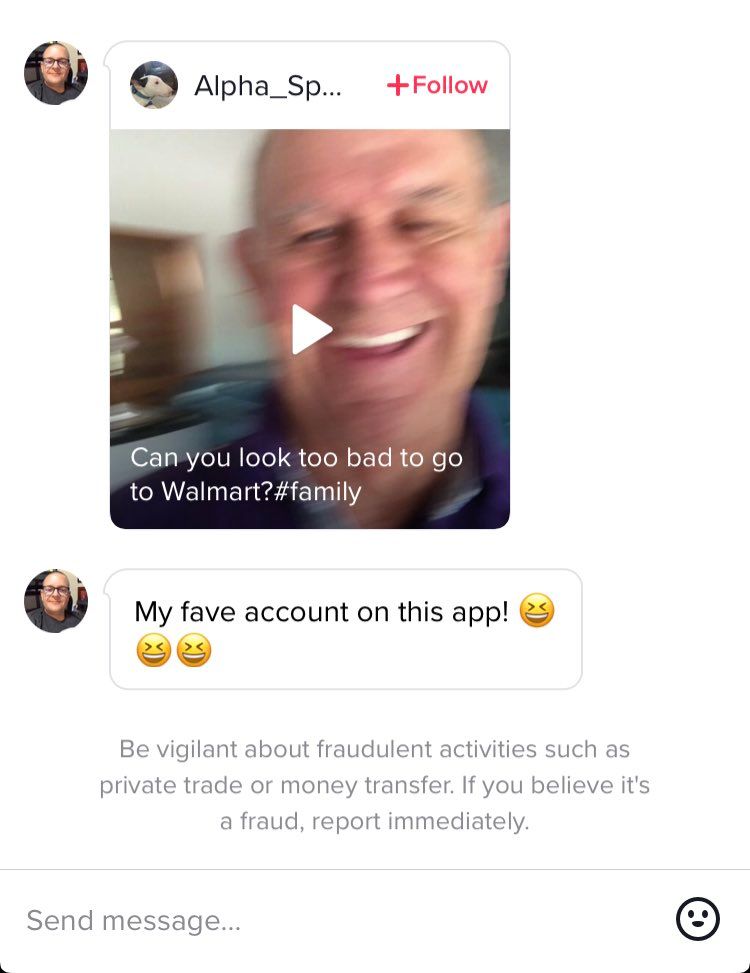 Alpha_Sp...
+Follow
Can you look too bad to go
to Walmart?#family
My fave account on this app! 😆
😆😆
Be vigilant about fraudulent activities such as
private trade or money transfer. If you believe it's
a fraud, report immediately.
Send message...